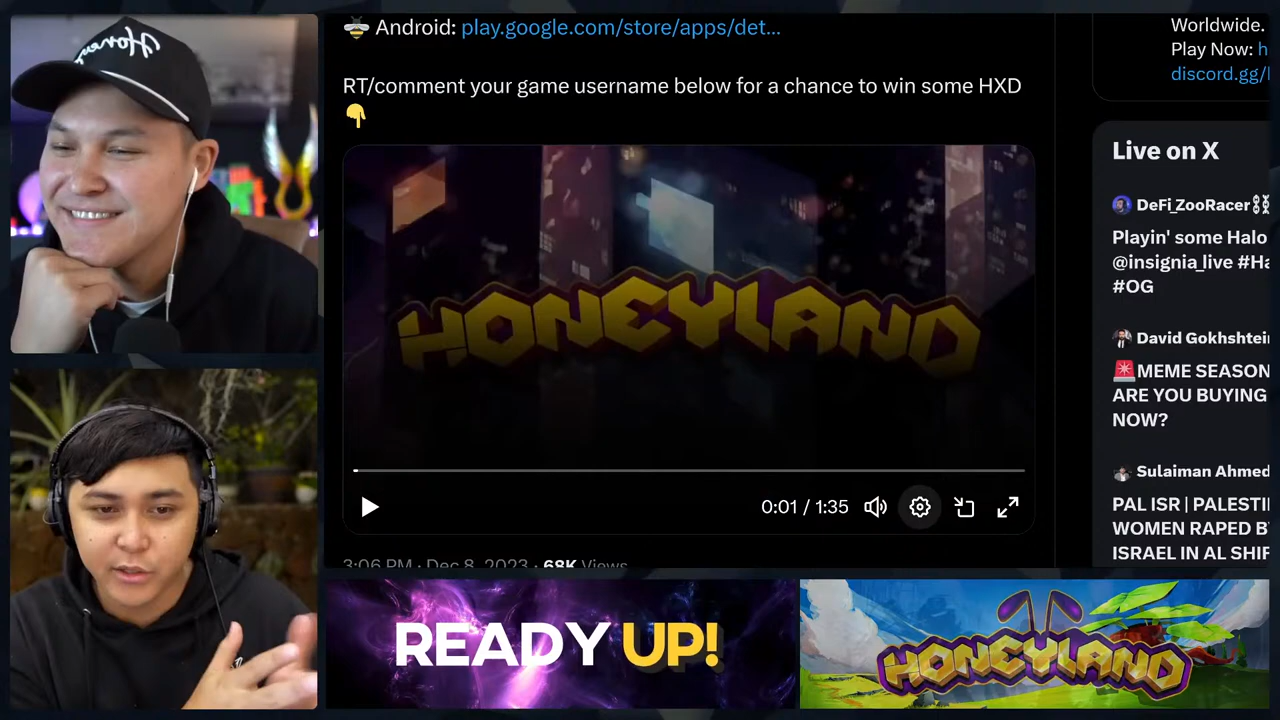 Honey
Android: play.google.com/store/apps/det...
RT/comment your game username below for a chance to win some HXD
HONEYLAND
0:01 / 1:35
3:06 PM · Dec 8, 2023 · 68K Views
Worldwide.
Play Now: h
discord.gg/
Live on X
DeFi_ZooRacer
Playin' some Halo
@insignia_live #Ha
#OG
David Gokhshtei
MEME SEASON
ARE YOU BUYING
NOW?
Sulaiman Ahmed
PAL ISR | PALESTI
WOMEN RAPED B
ISRAEL IN AL SHIF
READY UP!
HONEYLAND